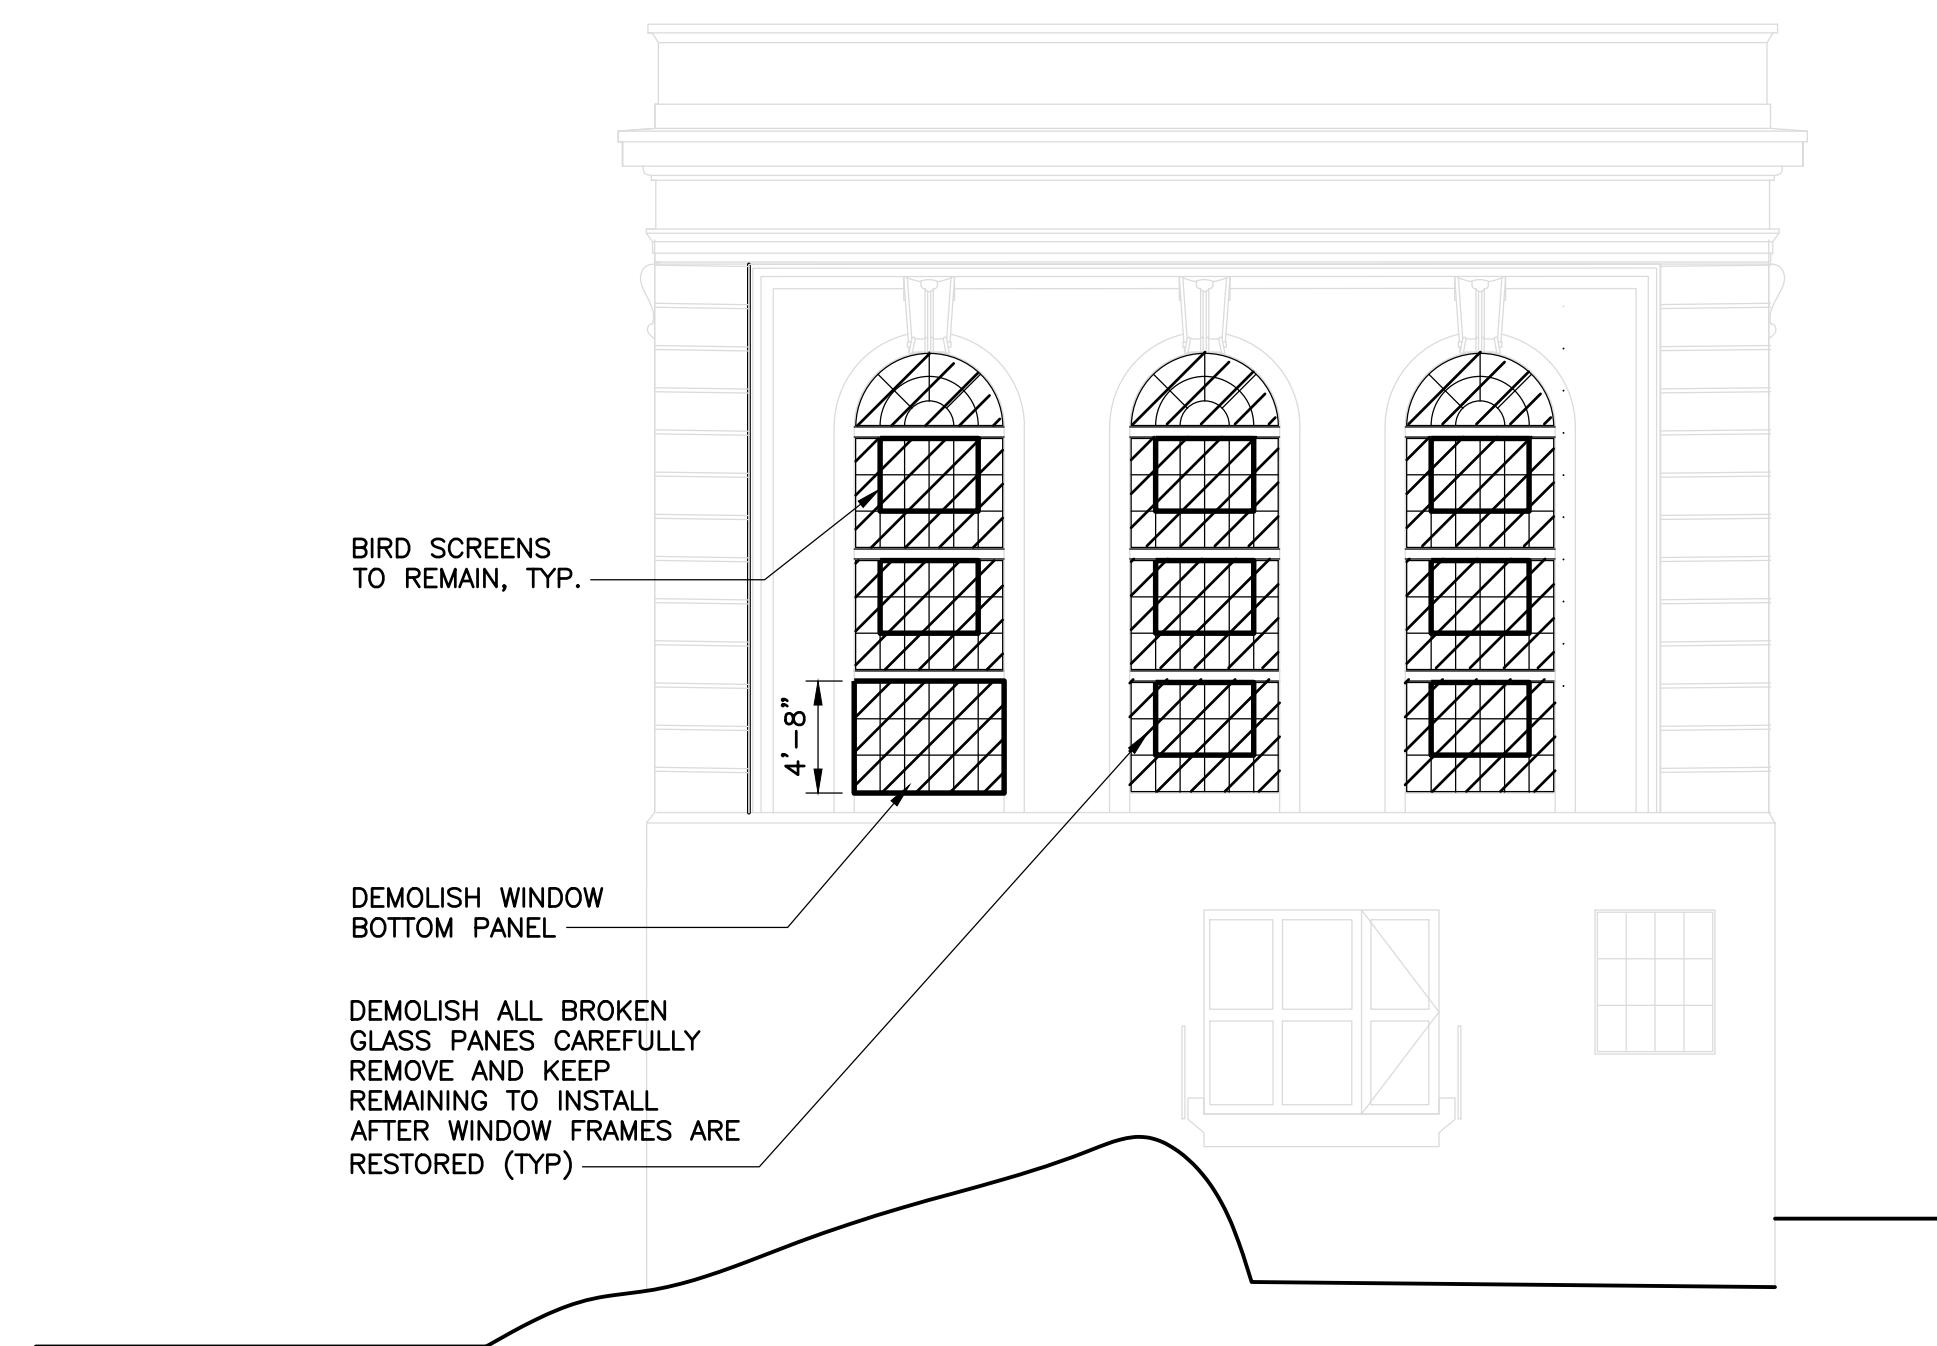 BIRD SCREENS
TO REMAIN, TYP.
4'-8"
DEMOLISH WINDOW
BOTTOM PANEL
DEMOLISH ALL BROKEN
GLASS PANES CAREFULLY
REMOVE AND KEEP
REMAINING TO INSTALL
AFTER WINDOW FRAMES ARE
RESTORED (TYP)